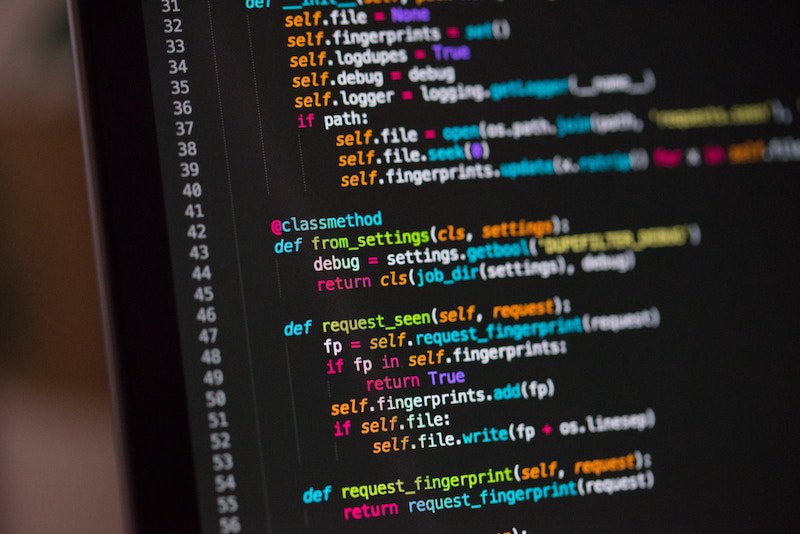 31 def __init__(self,
32 self.file = None
33 self.fingerprints = set()
34 self.logdupes = True
35 self.debug = debug
36 self.logger = logging.getLogger(__name__)
37 if path:
38 self.file = open(os.path.join(path, 'requests.seen'),
39 self.file.seek(0)
40 self.fingerprints.update(x.rstrip() for x in self.file
41
42 @classmethod
43 def from_settings(cls, settings):
44 debug = settings.getbool('DUPEFILTER_DEBUG')
45 return cls(job_dir(settings), debug)
46
47 def request_seen(self, request):
48 fp = self.request_fingerprint(request)
49 if fp in self.fingerprints:
50 return True
51 self.fingerprints.add(fp)
52 if self.file:
53 self.file.write(fp + os.linesep)
54
55 def request_fingerprint(self, request):
56 return request_fingerprint(request)